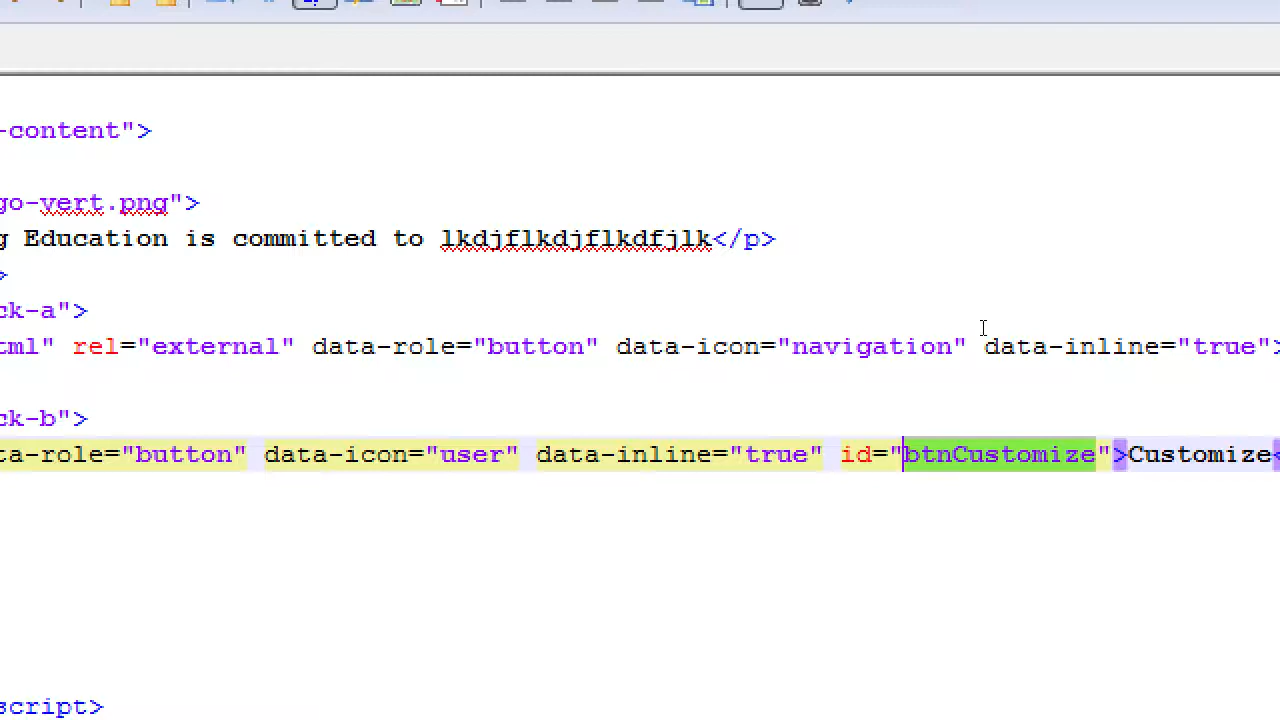 -content">
go-vert.png">
g Education is committed to lkdjflkdjflkdfjlk</p>
>
ck-a">
tml" rel="external" data-role="button" data-icon="navigation" data-inline="true">
ck-b">
ta-role="button" data-icon="user" data-inline="true" id="btnCustomize">Customize<
script>